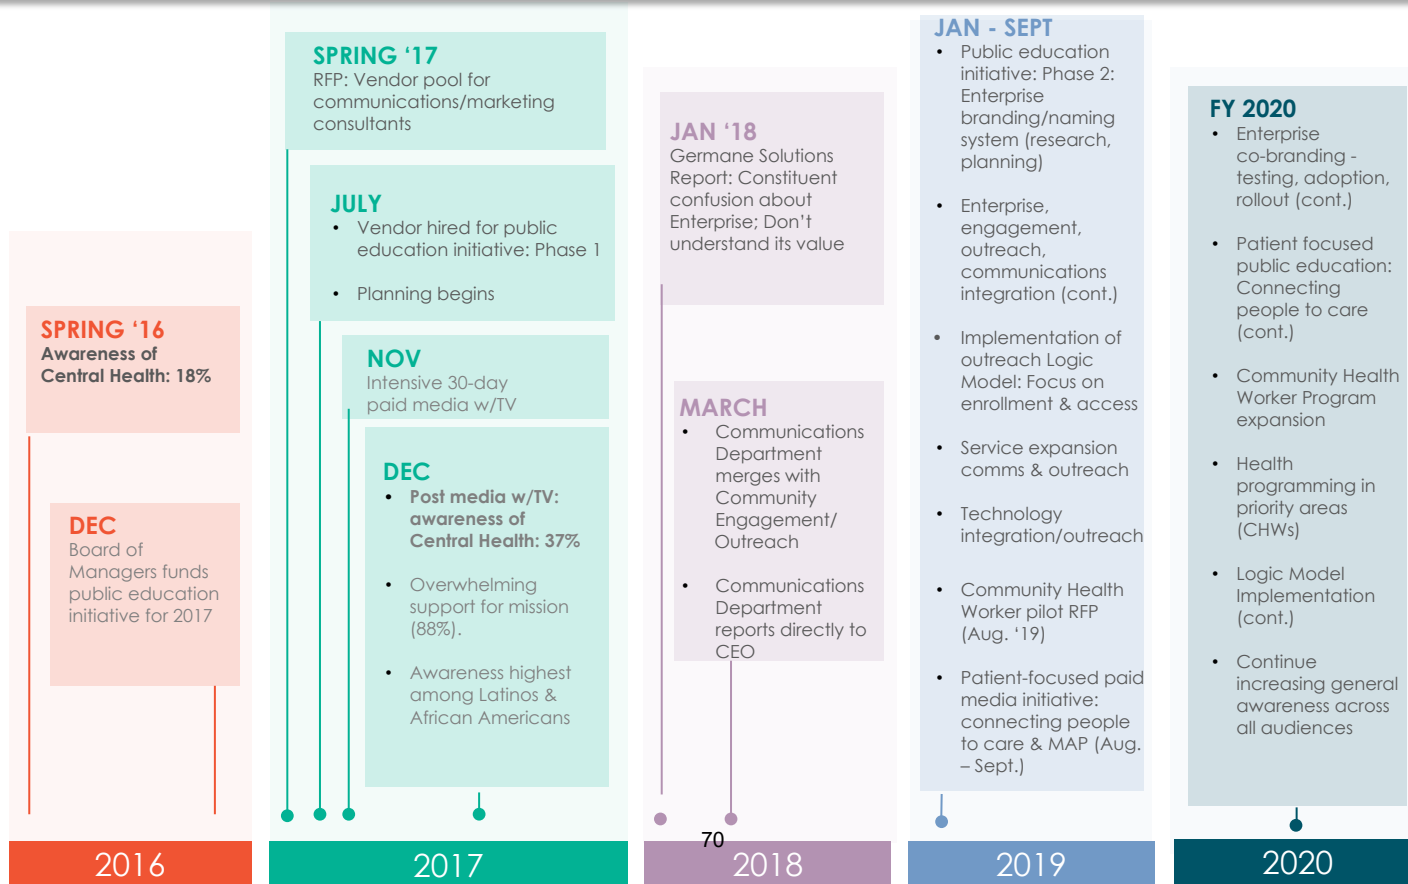 SPRING ‘16
Awareness of
Central Health: 18%
DEC
Board of
Managers funds
public education
initiative for 2017
2016
SPRING ‘17
RFP: Vendor pool for
communications/marketing
consultants
JULY
• Vendor hired for public
education initiative: Phase 1
• Planning begins
NOV
Intensive 30-day
paid media w/TV
DEC
• Post media w/TV:
awareness of
Central Health: 37%
• Overwhelming
support for mission
(88%).
• Awareness highest
among Latinos &
African Americans
2017
JAN ‘18
Germane Solutions
Report: Constituent
confusion about
Enterprise; Don’t
understand its value
MARCH
• Communications
Department
merges with
Community
Engagement/
Outreach
• Communications
Department
reports directly to
CEO
70
2018
JAN - SEPT
• Public education
initiative: Phase 2:
Enterprise
branding/naming
system (research,
planning)
• Enterprise,
engagement,
outreach,
communications
integration (cont.)
• Implementation of
outreach Logic
Model: Focus on
enrollment & access
• Service expansion
comms & outreach
• Technology
integration/outreach
• Community Health
Worker pilot RFP
(Aug. ‘19)
• Patient-focused paid
media initiative:
connecting people
to care & MAP (Aug.
– Sept.)
2019
FY 2020
• Enterprise
co-branding -
testing, adoption,
rollout (cont.)
• Patient focused
public education:
Connecting
people to care
(cont.)
• Community Health
Worker Program
expansion
• Health
programming in
priority areas
(CHWs)
• Logic Model
Implementation
(cont.)
• Continue
increasing general
awareness across
all audiences
2020